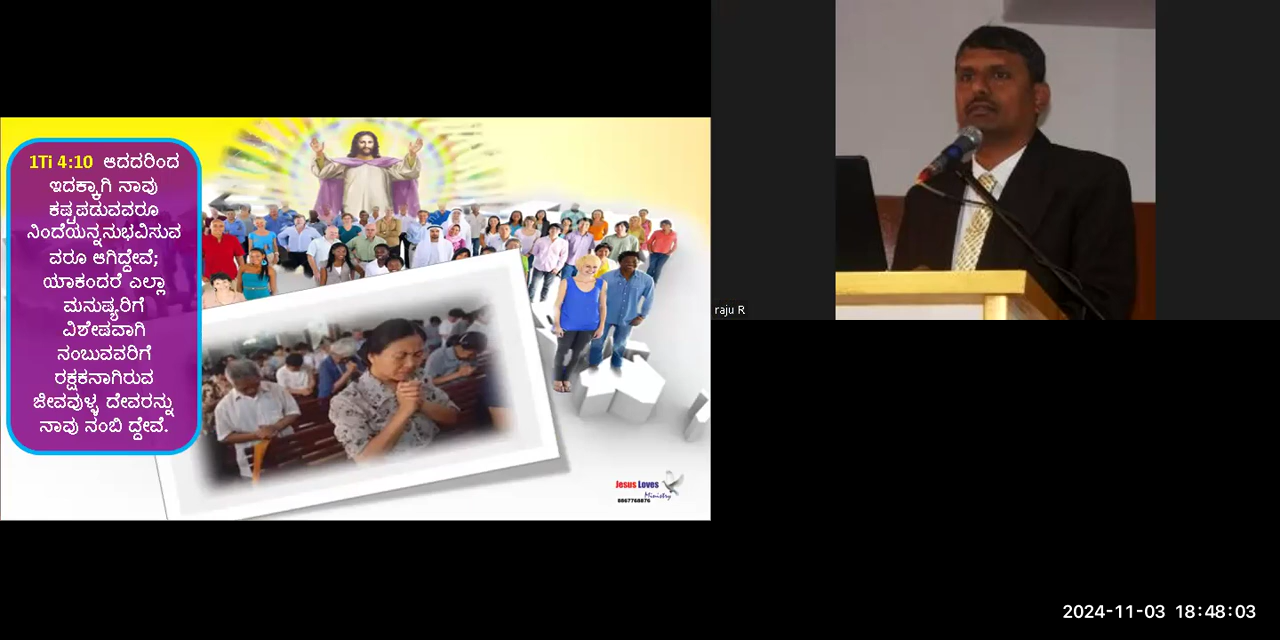 1Ti 4:10 ಆದದರಿಂದ
ಇದಕ್ಕಾಗಿ ನಾವು
ಕಷ್ಟಪಡುವವರೂ
ನಿಂದೆಯನ್ನನುಭವಿಸುವ
ವರೂ ಆಗಿದ್ದೇವೆ;
ಯಾಕಂದರೆ ಎಲ್ಲಾ
ಮನುಷ್ಯರಿಗೆ
ವಿಶೇಷವಾಗಿ
ನಂಬುವವರಿಗೆ
ರಕ್ಷಕನಾಗಿರುವ
ಜೀವವುಳ್ಳ ದೇವರನ್ನು
ನಾವು ನಂಬಿ ದ್ದೇವೆ.
Jesus Loves
Ministry
9867768876
raju R
2024-11-03 18:48:03